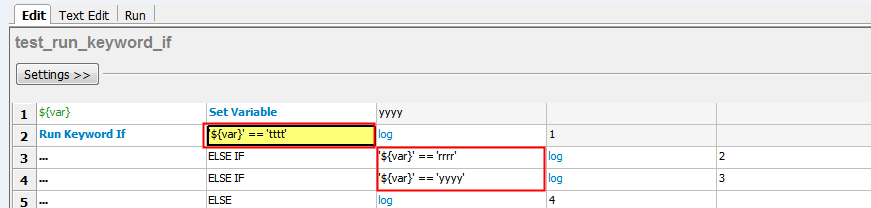 Edit Text Edit Run
test_run_keyword_if
Settings >>
1 ${var} Set Variable yyyy
2 Run Keyword If '${var}' == 'tttt' log 1
3 ... ELSE IF '${var}' == 'rrrr' log 2
4 ... ELSE IF '${var}' == 'yyyy' log 3
5 ... ELSE log 4